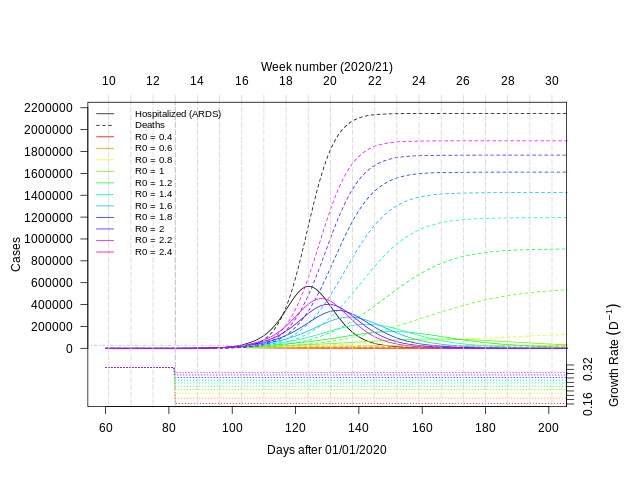 Week number (2020/21)
10 12 14 16 18 20 22 24 26 28 30
2200000
2000000
1800000
1600000
1400000
1200000
1000000
800000
600000
400000
200000
0
Cases
Hospitalized (ARDS)
Deaths
R0 = 0.4
R0 = 0.6
R0 = 0.8
R0 = 1
R0 = 1.2
R0 = 1.4
R0 = 1.6
R0 = 1.8
R0 = 2
R0 = 2.2
R0 = 2.4
0.32
0.16
Growth Rate (D⁻¹)
60 80 100 120 140 160 180 200
Days after 01/01/2020